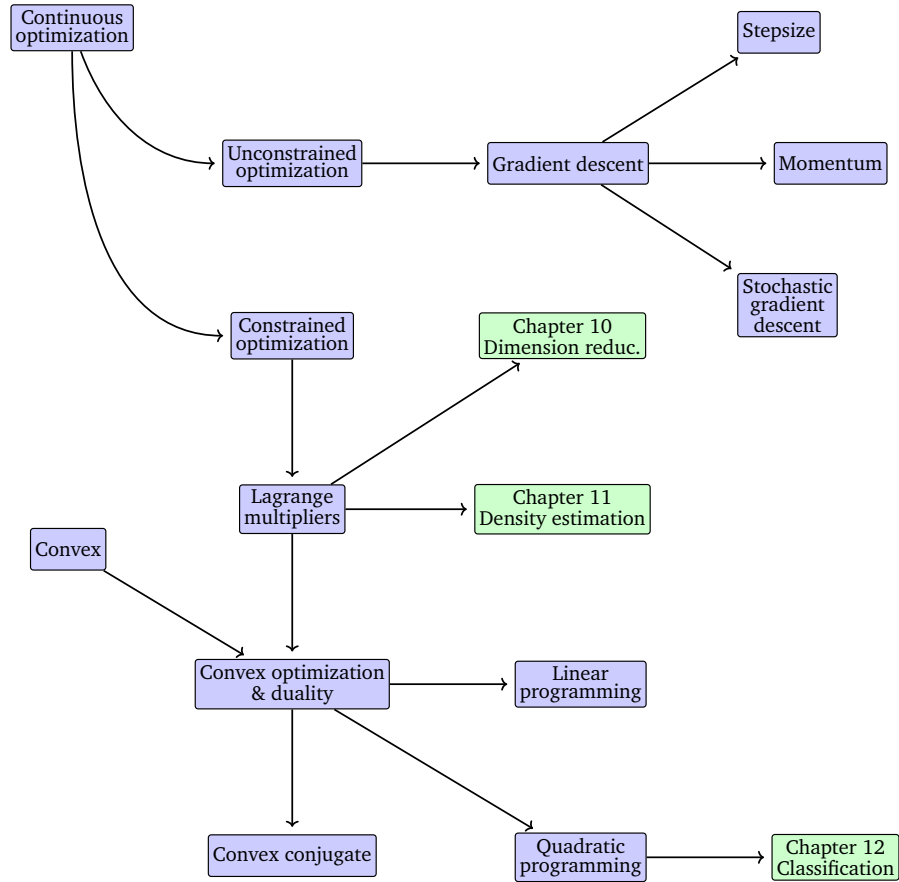 Continuous
optimization
Stepsize
Unconstrained
optimization
Gradient descent
Momentum
Stochastic
gradient
descent
Constrained
optimization
Chapter 10
Dimension reduc.
Lagrange
multipliers
Chapter 11
Density estimation
Convex
Convex optimization
& duality
Linear
programming
Convex conjugate
Quadratic
programming
Chapter 12
Classification